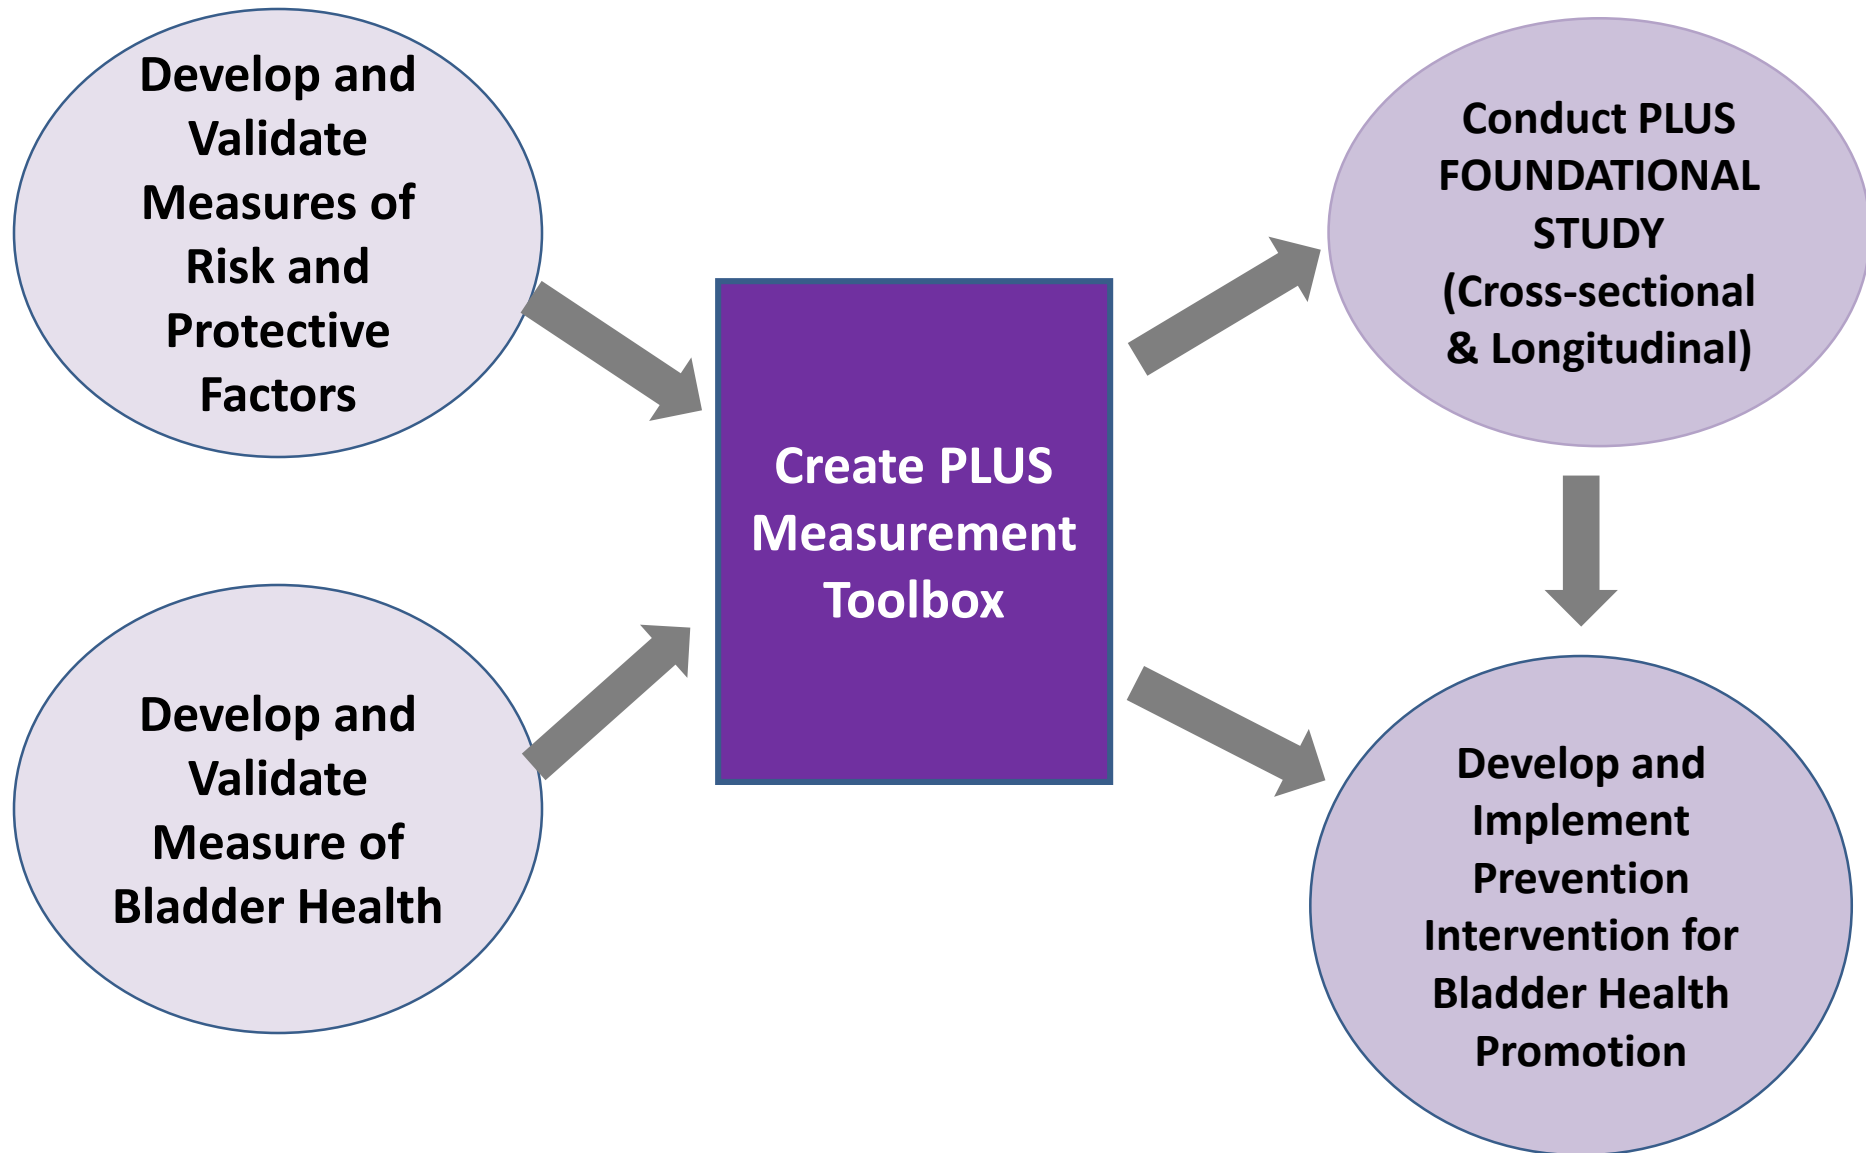 Develop and
Validate
Measures of
Risk and
Protective
Factors
Develop and
Validate
Measure of
Bladder Health
Create PLUS
Measurement
Toolbox
Conduct PLUS
FOUNDATIONAL
STUDY
(Cross-sectional
& Longitudinal)
Develop and
Implement
Prevention
Intervention for
Bladder Health
Promotion